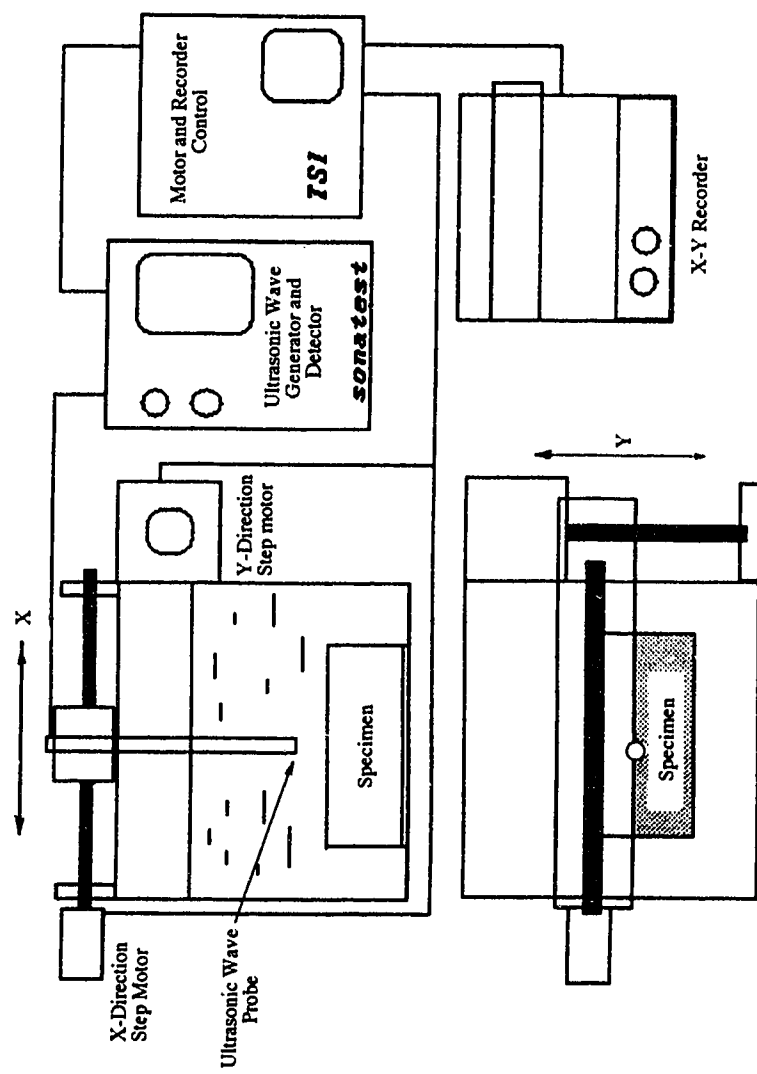 X
X-Direction
Step Motor
Ultrasonic Wave
Probe
Specimen
Y-Direction
Step motor
Ultrasonic Wave
Generator and
Detector
sonatest
Motor and Recorder
Control
TSI
Specimen
Y
X-Y Recorder